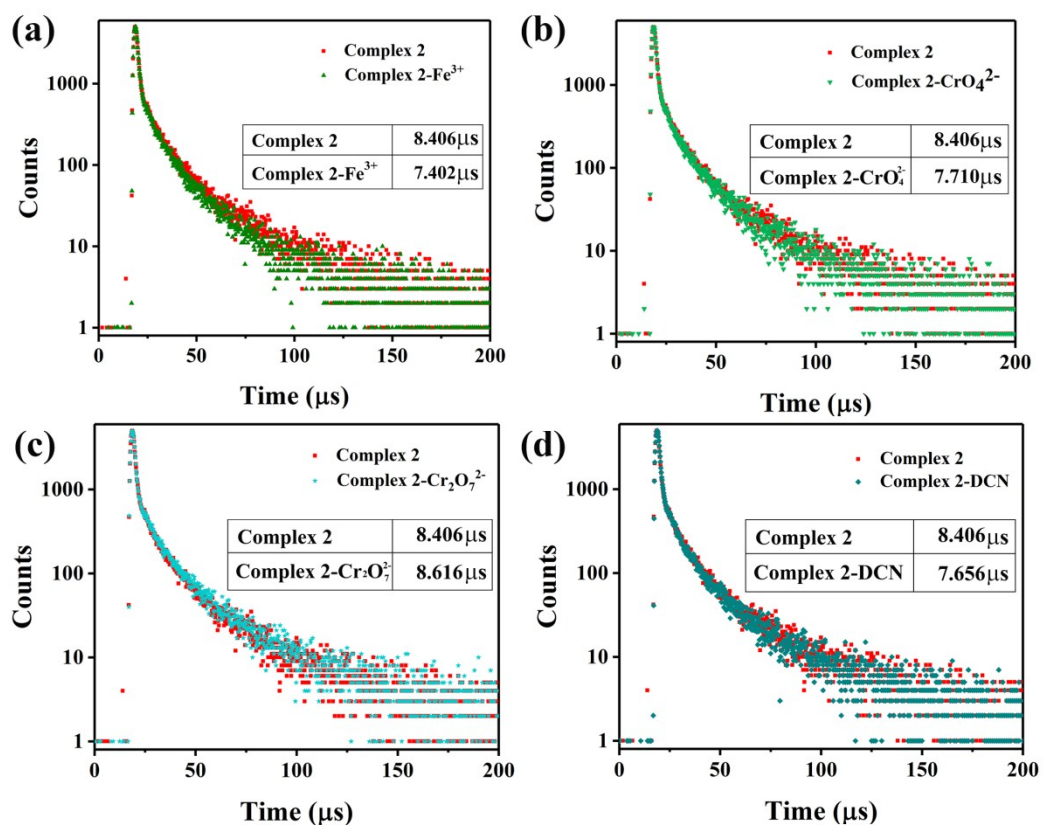 (a)
Complex 2
Complex 2-Fe³⁺
Complex 2 8.406μs
Complex 2-Fe³⁺ 7.402μs
Counts
1000
100
10
1
0 50 100 150 200
Time (μs)
(b)
Complex 2
Complex 2-CrO₄²⁻
Complex 2 8.406μs
Complex 2-CrO₄²⁻ 7.710μs
Counts
1000
100
10
1
0 50 100 150 200
Time (μs)
(c)
Complex 2
Complex 2-Cr₂O₇²⁻
Complex 2 8.406μs
Complex 2-Cr₂O₇²⁻ 8.616μs
Counts
1000
100
10
1
0 50 100 150 200
Time (μs)
(d)
Complex 2
Complex 2-DCN
Complex 2 8.406μs
Complex 2-DCN 7.656μs
Counts
1000
100
10
1
0 50 100 150 200
Time (μs)